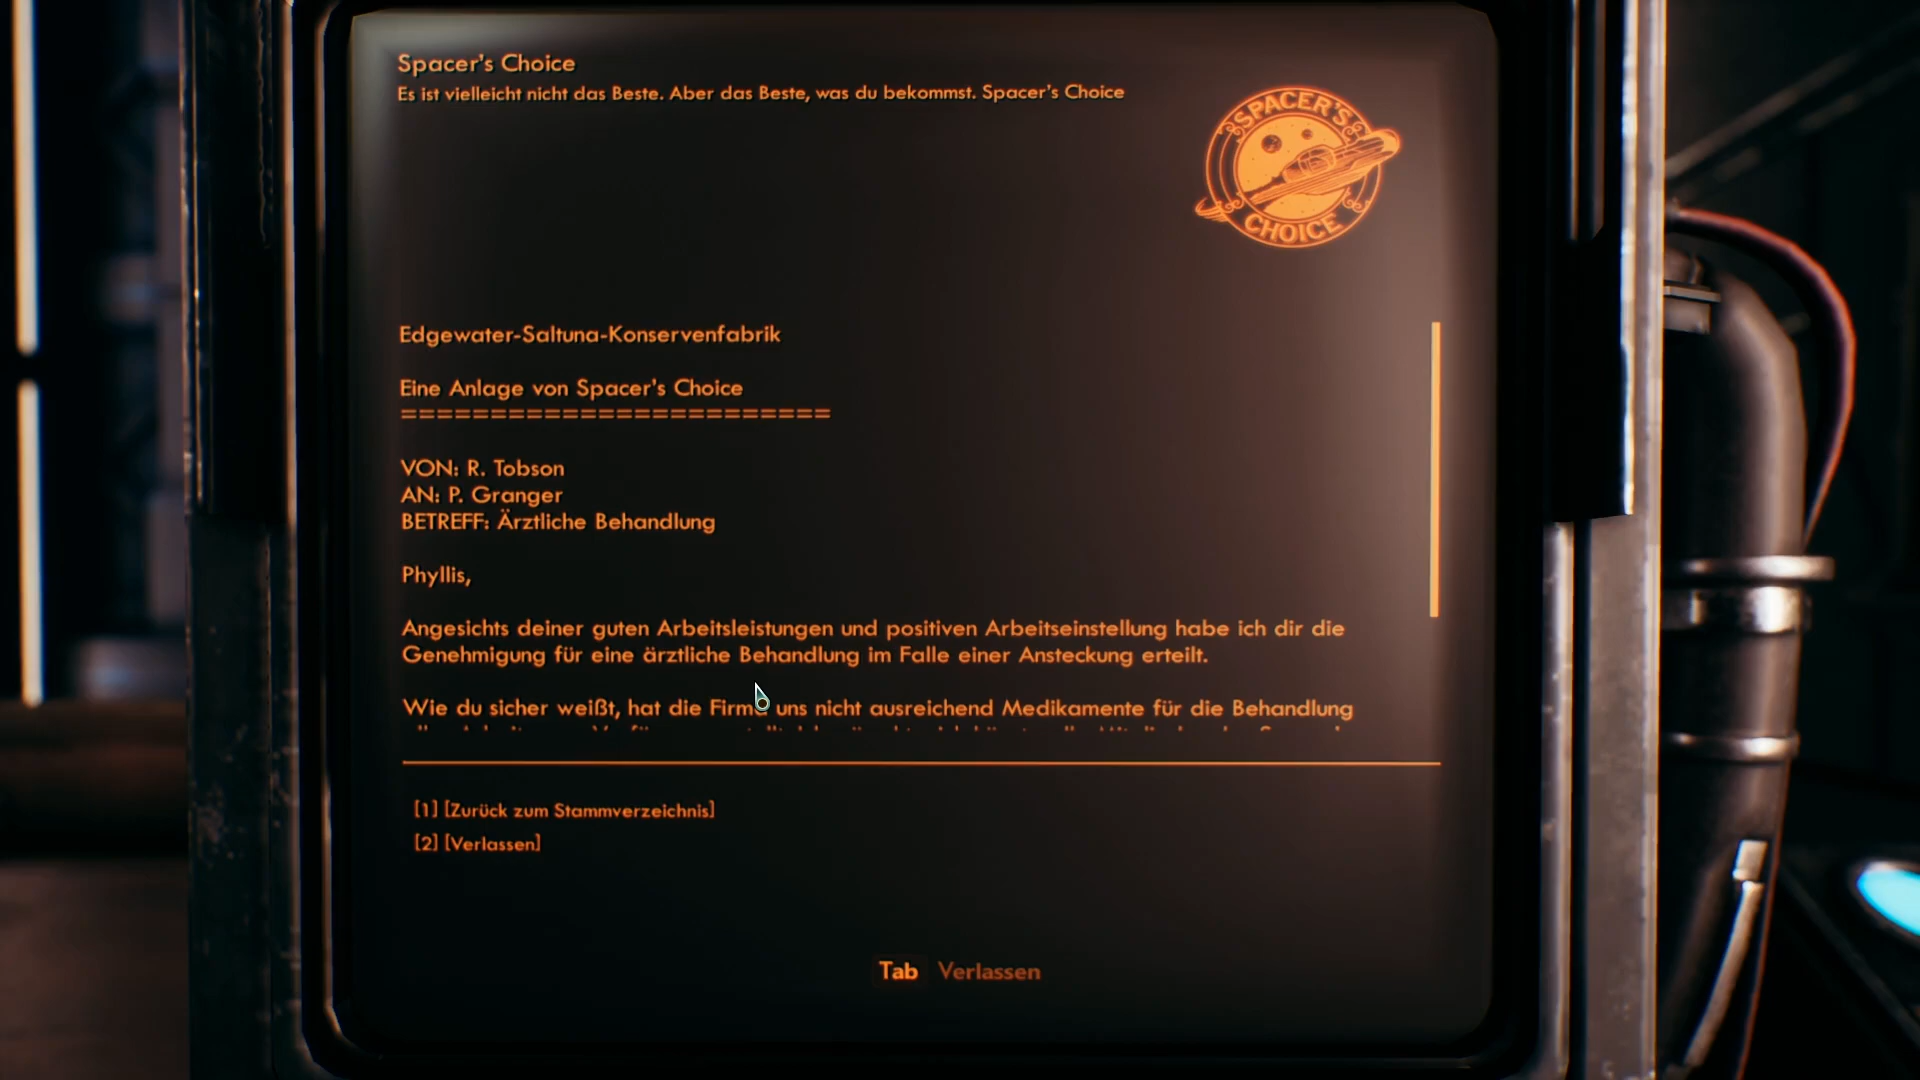 Spacer's Choice
Es ist vielleicht nicht das Beste. Aber das Beste, was du bekommst. Spacer's Choice
SPACER'S
CHOICE
Edgewater-Saltuna-Konservenfabrik
Eine Anlage von Spacer's Choice
========================
VON: R. Tobson
AN: P. Granger
BETREFF: Ärztliche Behandlung
Phyllis,
Angesichts deiner guten Arbeitsleistungen und positiven Arbeitseinstellung habe ich dir die
Genehmigung für eine ärztliche Behandlung im Falle einer Ansteckung erteilt.
Wie du sicher weißt, hat die Firma uns nicht ausreichend Medikamente für die Behandlung
[1] [Zurück zum Stammverzeichnis]
[2] [Verlassen]
Tab Verlassen